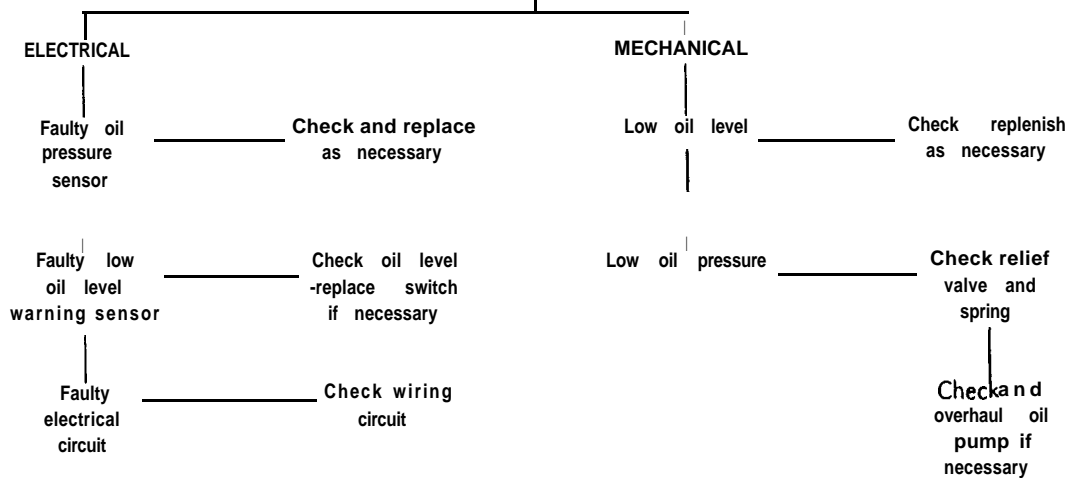 ELECTRICAL
Faulty oil
pressure
sensor
Check and replace
as necessary
Faulty low
oil level
warning sensor
Check oil level
-replace switch
if necessary
Faulty
electrical
circuit
Check wiring
circuit
MECHANICAL
Low oil level
Check replenish
as necessary
Low oil pressure
Check relief
valve and
spring
Check and
overhaul oil
pump if
necessary